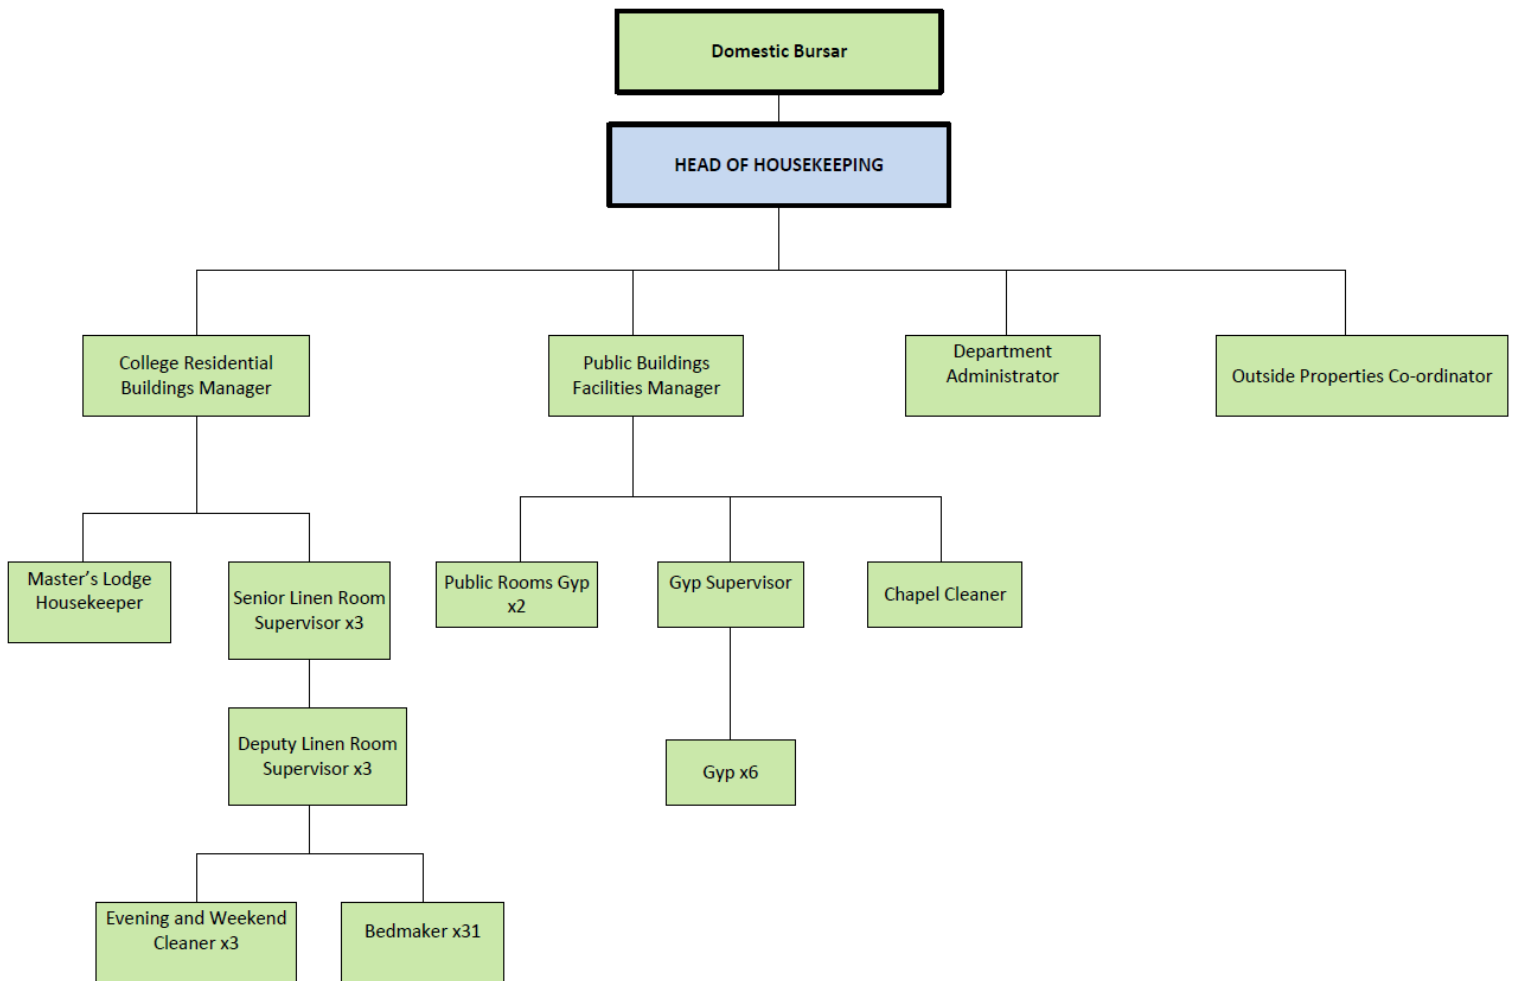 Domestic Bursar
HEAD OF HOUSEKEEPING
College Residential
Buildings Manager
Public Buildings
Facilities Manager
Department
Administrator
Outside Properties Co-ordinator
Master’s Lodge
Housekeeper
Senior Linen Room
Supervisor x3
Public Rooms Gyp
x2
Gyp Supervisor
Chapel Cleaner
Deputy Linen Room
Supervisor x3
Gyp x6
Evening and Weekend
Cleaner x3
Bedmaker x31